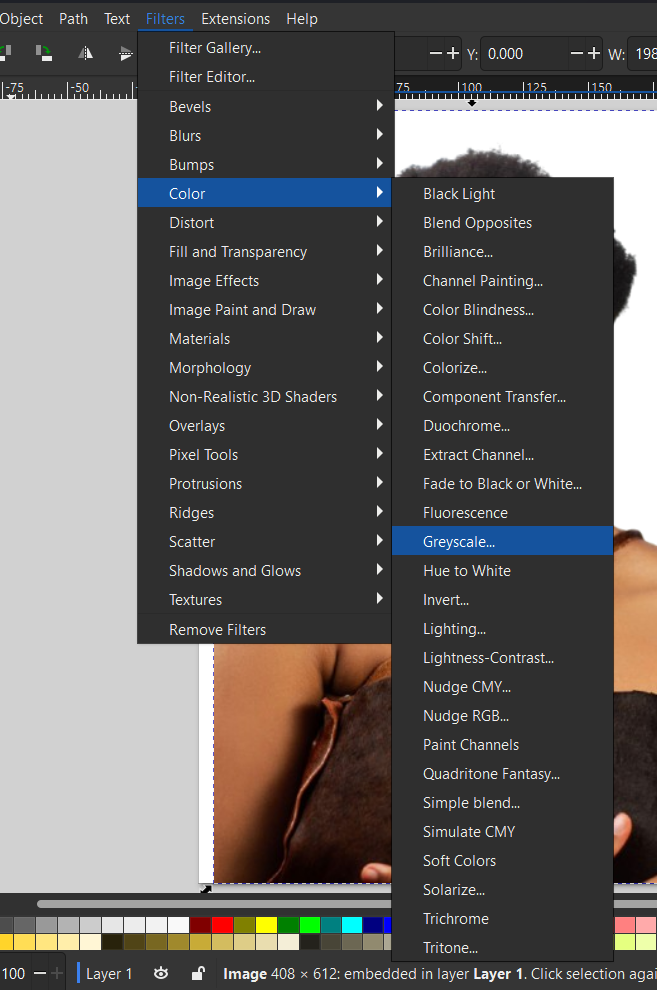 Object Path Text Filters Extensions Help
Y: 0.000 W: 198
Filter Gallery...
Filter Editor...
Bevels
Blurs
Bumps
Color
Distort
Fill and Transparency
Image Effects
Image Paint and Draw
Materials
Morphology
Non-Realistic 3D Shaders
Overlays
Pixel Tools
Protrusions
Ridges
Scatter
Shadows and Glows
Textures
Remove Filters
-75 -50 75 100 125 150
Black Light
Blend Opposites
Brilliance...
Channel Painting...
Color Blindness...
Color Shift...
Colorize...
Component Transfer...
Duochrome...
Extract Channel...
Fade to Black or White...
Fluorescence
Greyscale...
Hue to White
Invert...
Lighting...
Lightness-Contrast...
Nudge CMY...
Nudge RGB...
Paint Channels
Quadritone Fantasy...
Simple blend...
Simulate CMY
Soft Colors
Solarize...
Trichrome
Tritone...
100 Layer 1 Image 408 × 612: embedded in layer Layer 1. Click selection agai